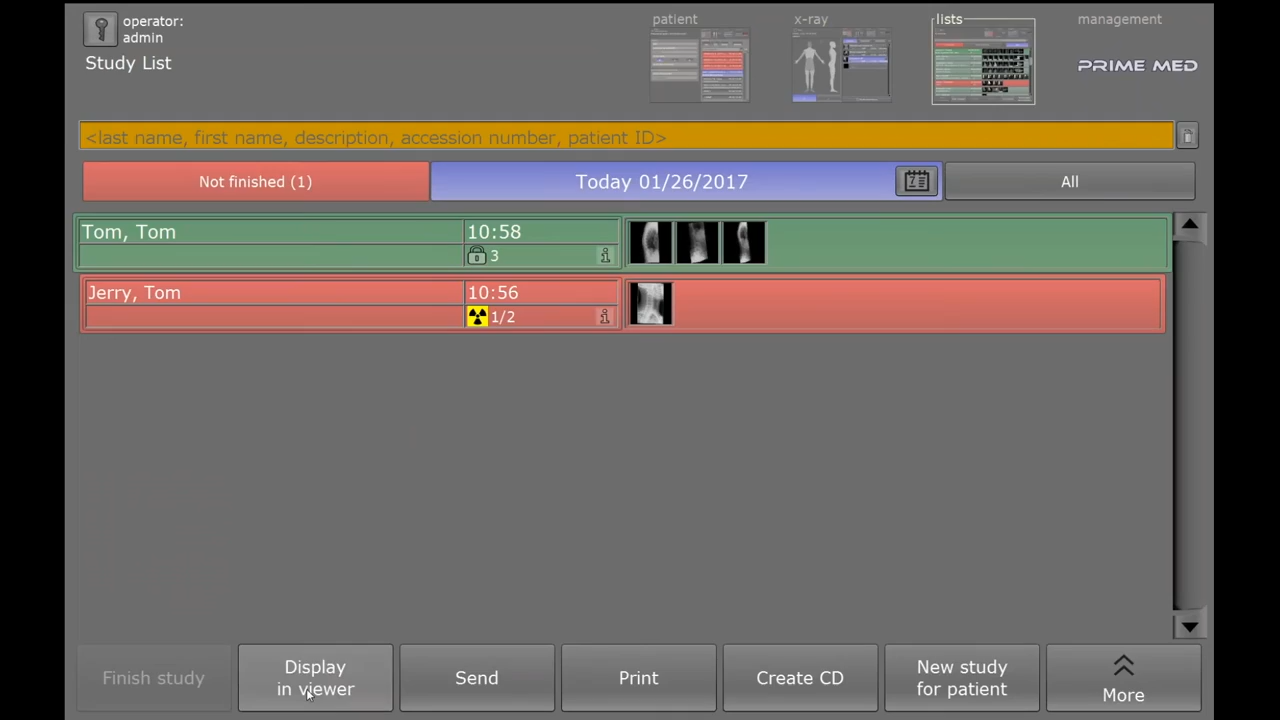 operator:
admin
Study List
patient
x-ray
lists
management
PRIME MED
<last name, first name, description, accession number, patient ID>
Not finished (1)
Today 01/26/2017
7
All
Tom, Tom
10:58
3
i
Jerry, Tom
10:56
1/2
i
Finish study
Display
in viewer
Send
Print
Create CD
New study
for patient
More